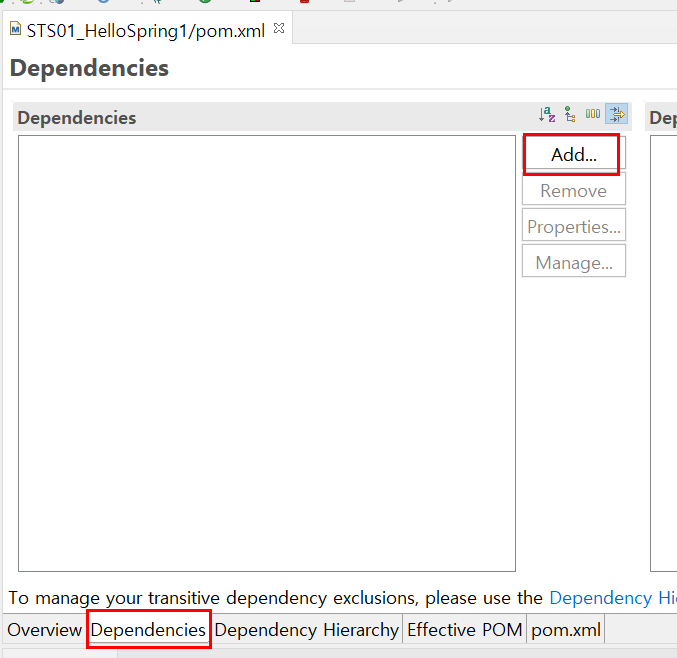 STS01_HelloSpring1/pom.xml
Dependencies
Dependencies
Add...
Remove
Properties...
Manage...
To manage your transitive dependency exclusions, please use the Dependency Hi
Overview Dependencies Dependency Hierarchy Effective POM pom.xml